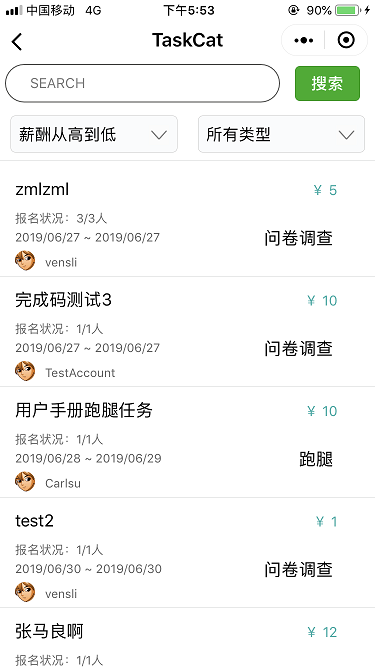 中国移动 4G 下午5:53 90%
TaskCat
SEARCH 搜索
薪酬从高到低 所有类型
zmlzml ¥ 5
报名状况：3/3人
2019/06/27 ~ 2019/06/27 问卷调查
vensli
完成码测试3 ¥ 10
报名状况：1/1人
2019/06/27 ~ 2019/06/27 问卷调查
TestAccount
用户手册跑腿任务 ¥ 10
报名状况：1/1人
2019/06/28 ~ 2019/06/29 跑腿
Carlsu
test2 ¥ 1
报名状况：1/1人
2019/06/30 ~ 2019/06/30 问卷调查
vensli
张马良啊 ¥ 12
报名状况：1/1人